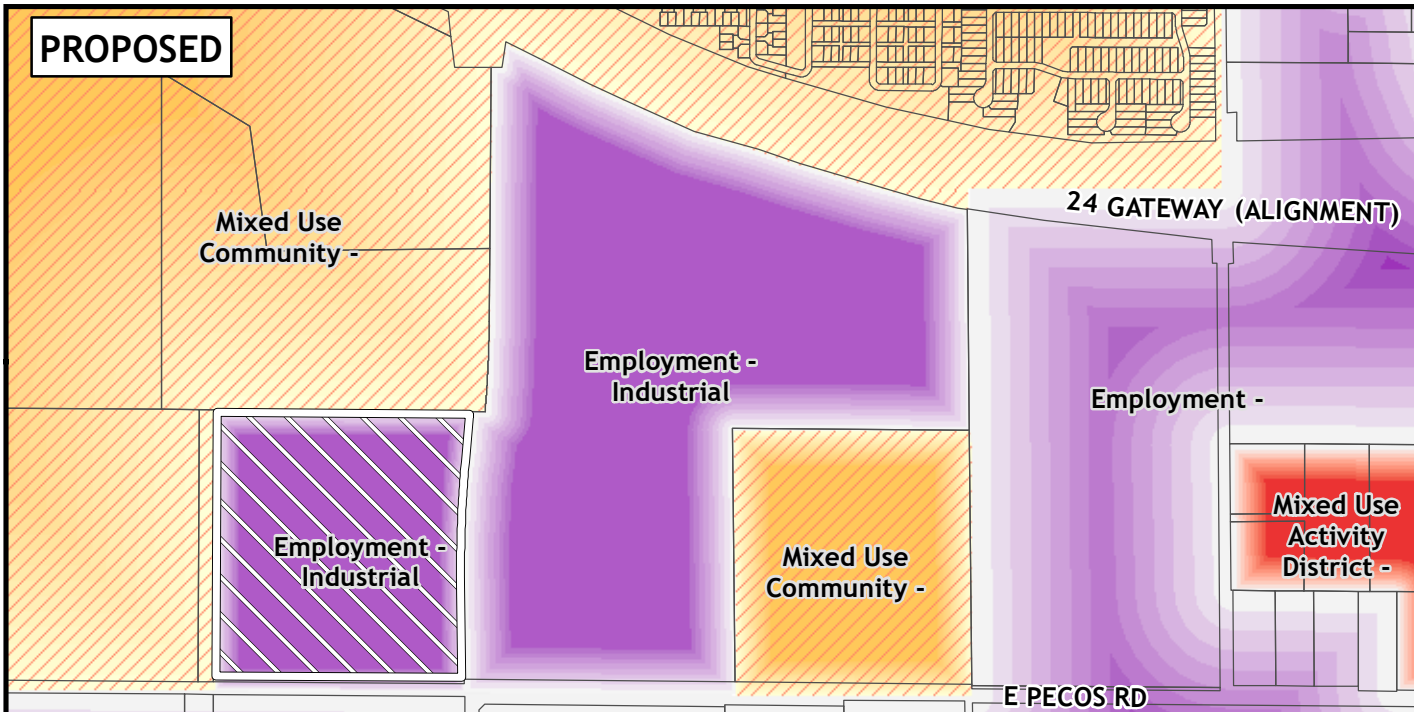 PROPOSED
24 GATEWAY (ALIGNMENT)
Mixed Use
Community -
Employment -
Industrial
Employment -
Mixed Use
Activity
District -
Employment -
Industrial
Mixed Use
Community -
E PECOS RD